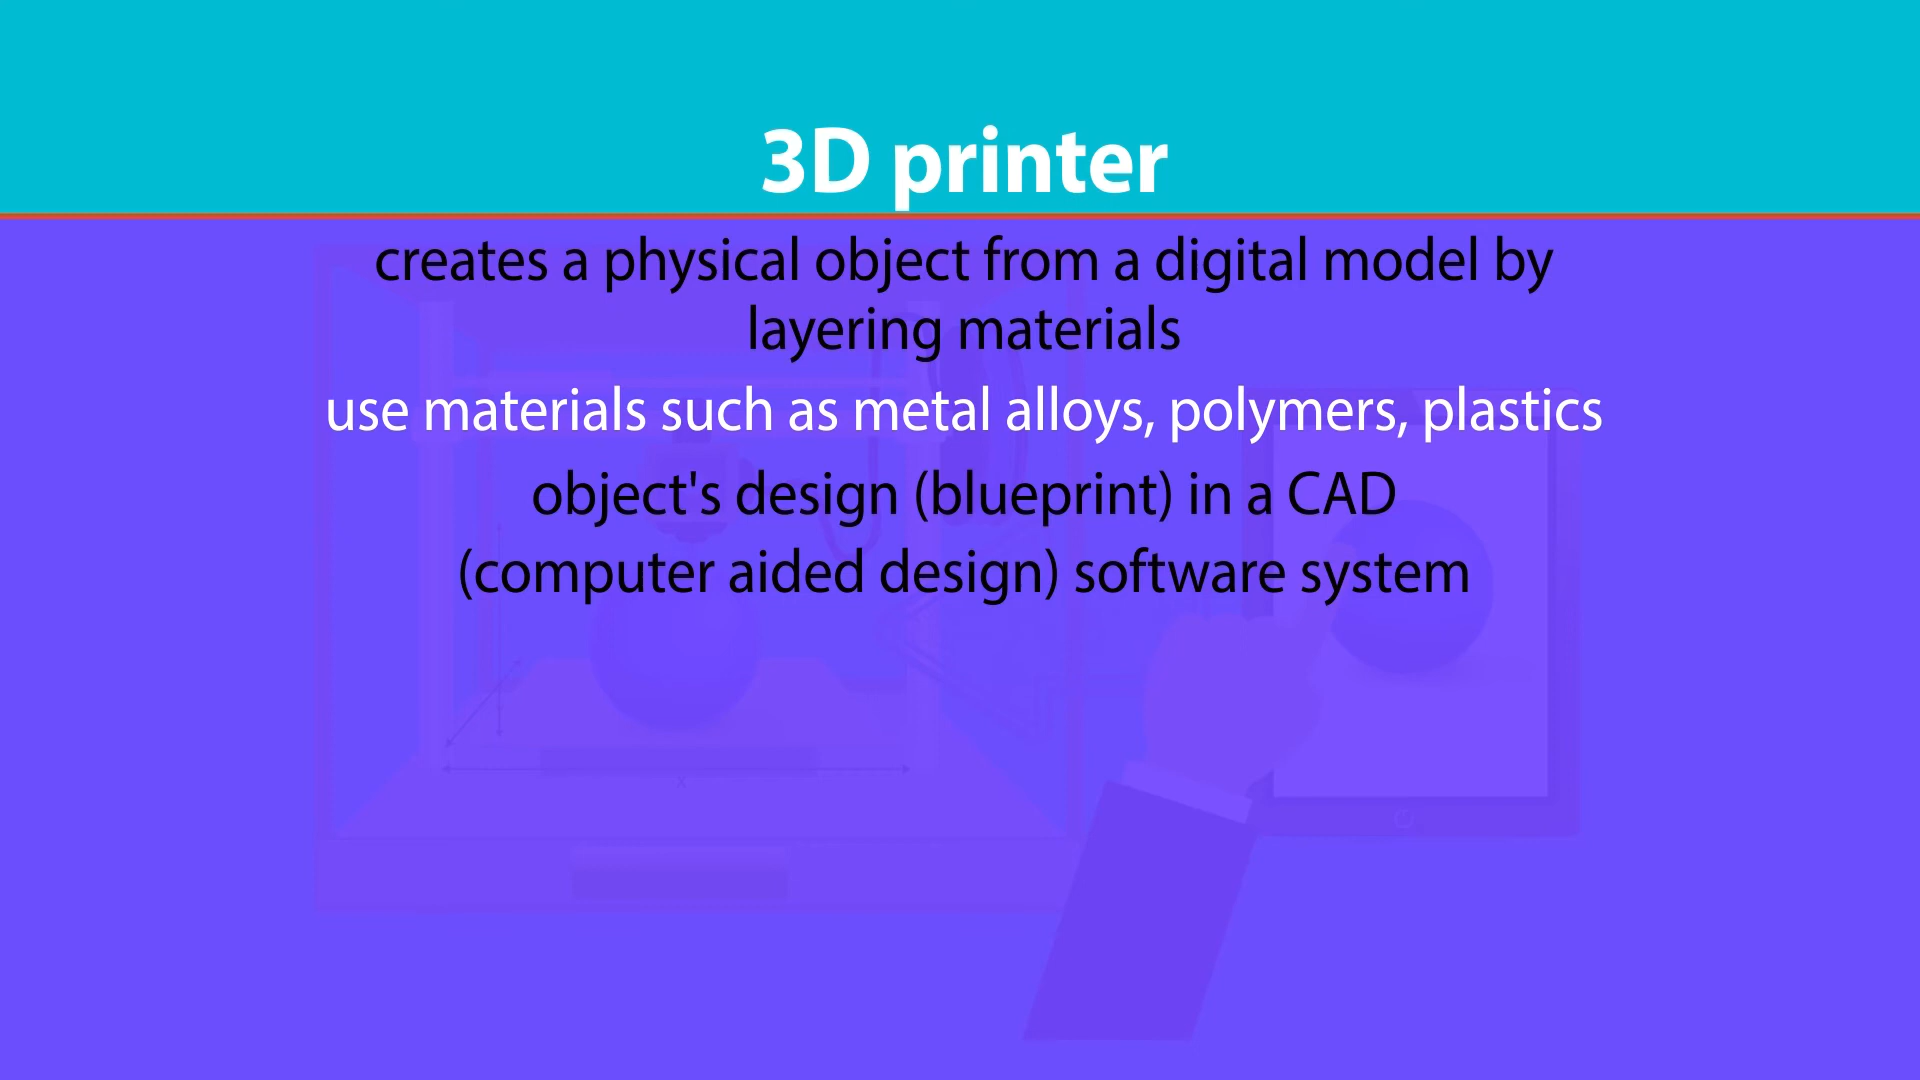 3D printer
creates a physical object from a digital model by
layering materials
use materials such as metal alloys, polymers, plastics
object's design (blueprint) in a CAD
(computer aided design) software system
x